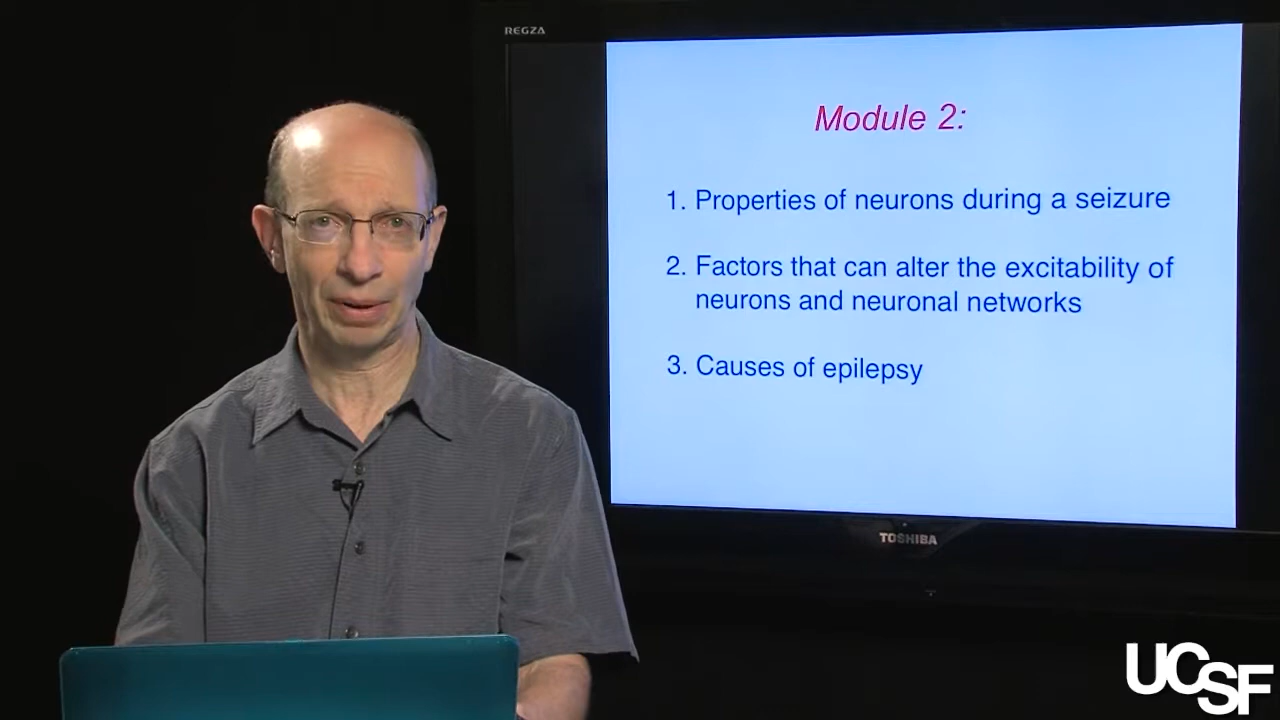 REGZA
Module 2:
1. Properties of neurons during a seizure
2. Factors that can alter the excitability of
neurons and neuronal networks
3. Causes of epilepsy
TOSHIBA
UCSF